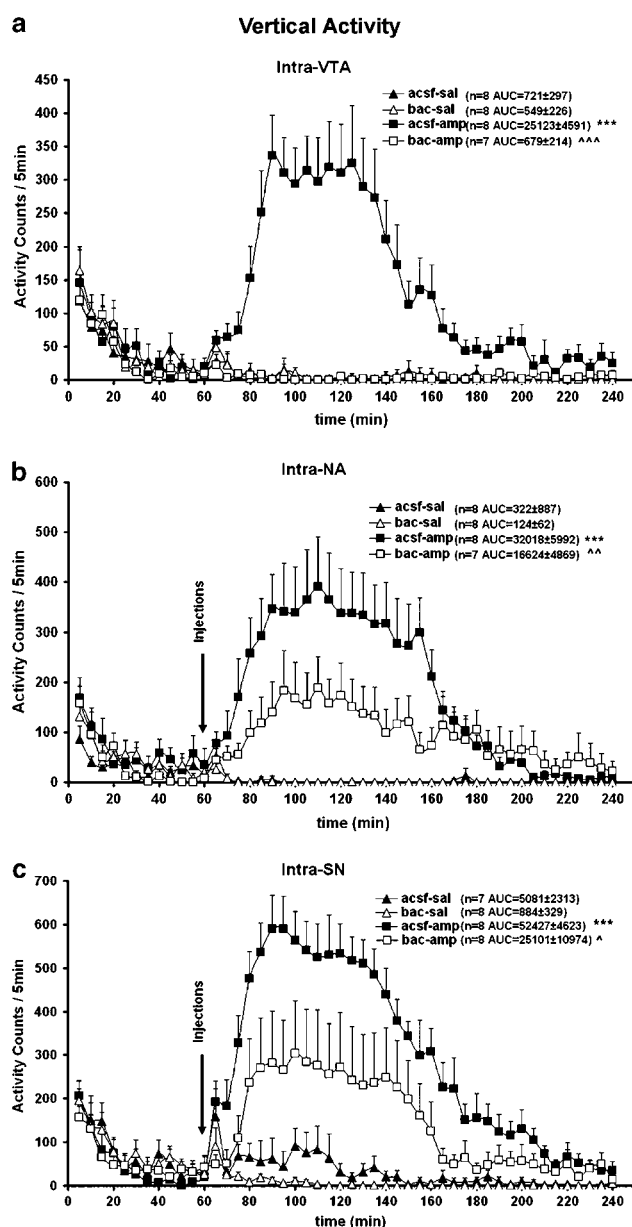 a
Vertical Activity
Intra-VTA
acsf-sal (n=8 AUC=721±297)
bac-sal (n=8 AUC=549±226)
acsf-amp (n=8 AUC=25123±4591) ***
bac-amp (n=7 AUC=679±214) ^^^
Activity Counts / 5min
450
400
350
300
250
200
150
100
50
0
0 20 40 60 80 100 120 140 160 180 200 220 240
time (min)
b
Intra-NA
acsf-sal (n=8 AUC=322±887)
bac-sal (n=8 AUC=124±62)
acsf-amp (n=8 AUC=32018±5992) ***
bac-amp (n=7 AUC=16624±4869) ^^
Injections
Activity Counts / 5min
600
500
400
300
200
100
0
0 20 40 60 80 100 120 140 160 180 200 220 240
time (min)
c
Intra-SN
acsf-sal (n=7 AUC=5081±2313)
bac-sal (n=8 AUC=884±329)
acsf-amp (n=8 AUC=52427±4623) ***
bac-amp (n=8 AUC=25101±10974) ^
Injections
Activity Counts / 5min
700
600
500
400
300
200
100
0
0 20 40 60 80 100 120 140 160 180 200 220 240
time (min)